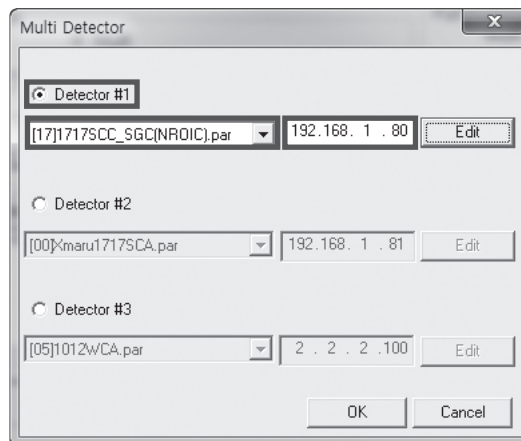 Multi Detector
Detector #1
[17]1717SCC_SGC(NROIC).par 192.168. 1 . 80 Edit
Detector #2
[00]Xmaru1717SCA.par 192.168. 1 . 81 Edit
Detector #3
[05]1012WCA.par 2 . 2 . 2 .100 Edit
OK Cancel